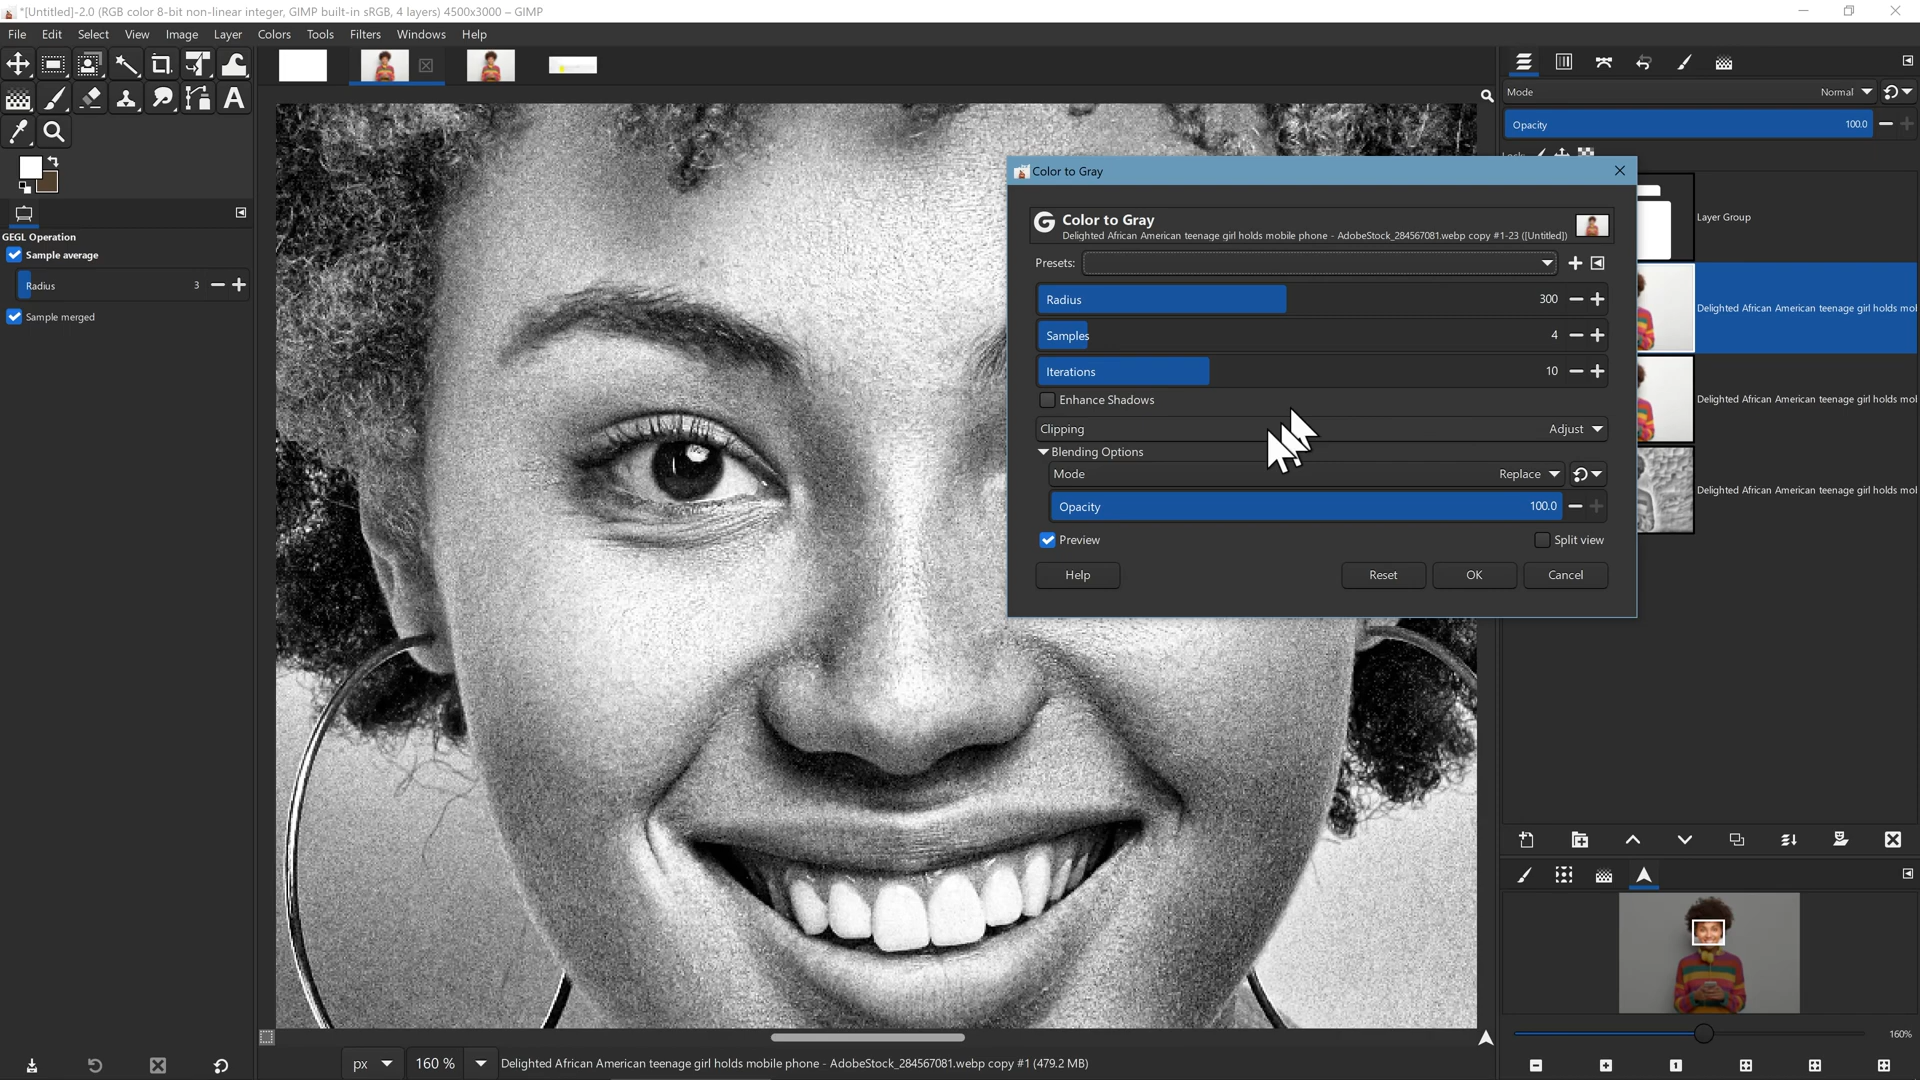 *[Untitled]-2.0 (RGB color 8-bit non-linear integer, GIMP built-in sRGB, 4 layers) 4500x3000 – GIMP
File Edit Select View Image Layer Colors Tools Filters Windows Help
Mode Normal
Opacity 100.0
Color to Gray
Color to Gray
Delighted African American teenage girl holds mobile phone - AdobeStock_284567081.webp copy #1-23 ([Untitled])
Presets:
Radius 300
Samples 4
Iterations 10
Enhance Shadows
Clipping Adjust
Blending Options
Mode Replace
Opacity 100.0
Preview Split view
Help Reset OK Cancel
GEGL Operation
Sample average
Radius 3
Sample merged
Layer Group
Delighted African American teenage girl holds mol
Delighted African American teenage girl holds mol
Delighted African American teenage girl holds mol
160%
px 160 % Delighted African American teenage girl holds mobile phone - AdobeStock_284567081.webp copy #1 (479.2 MB)